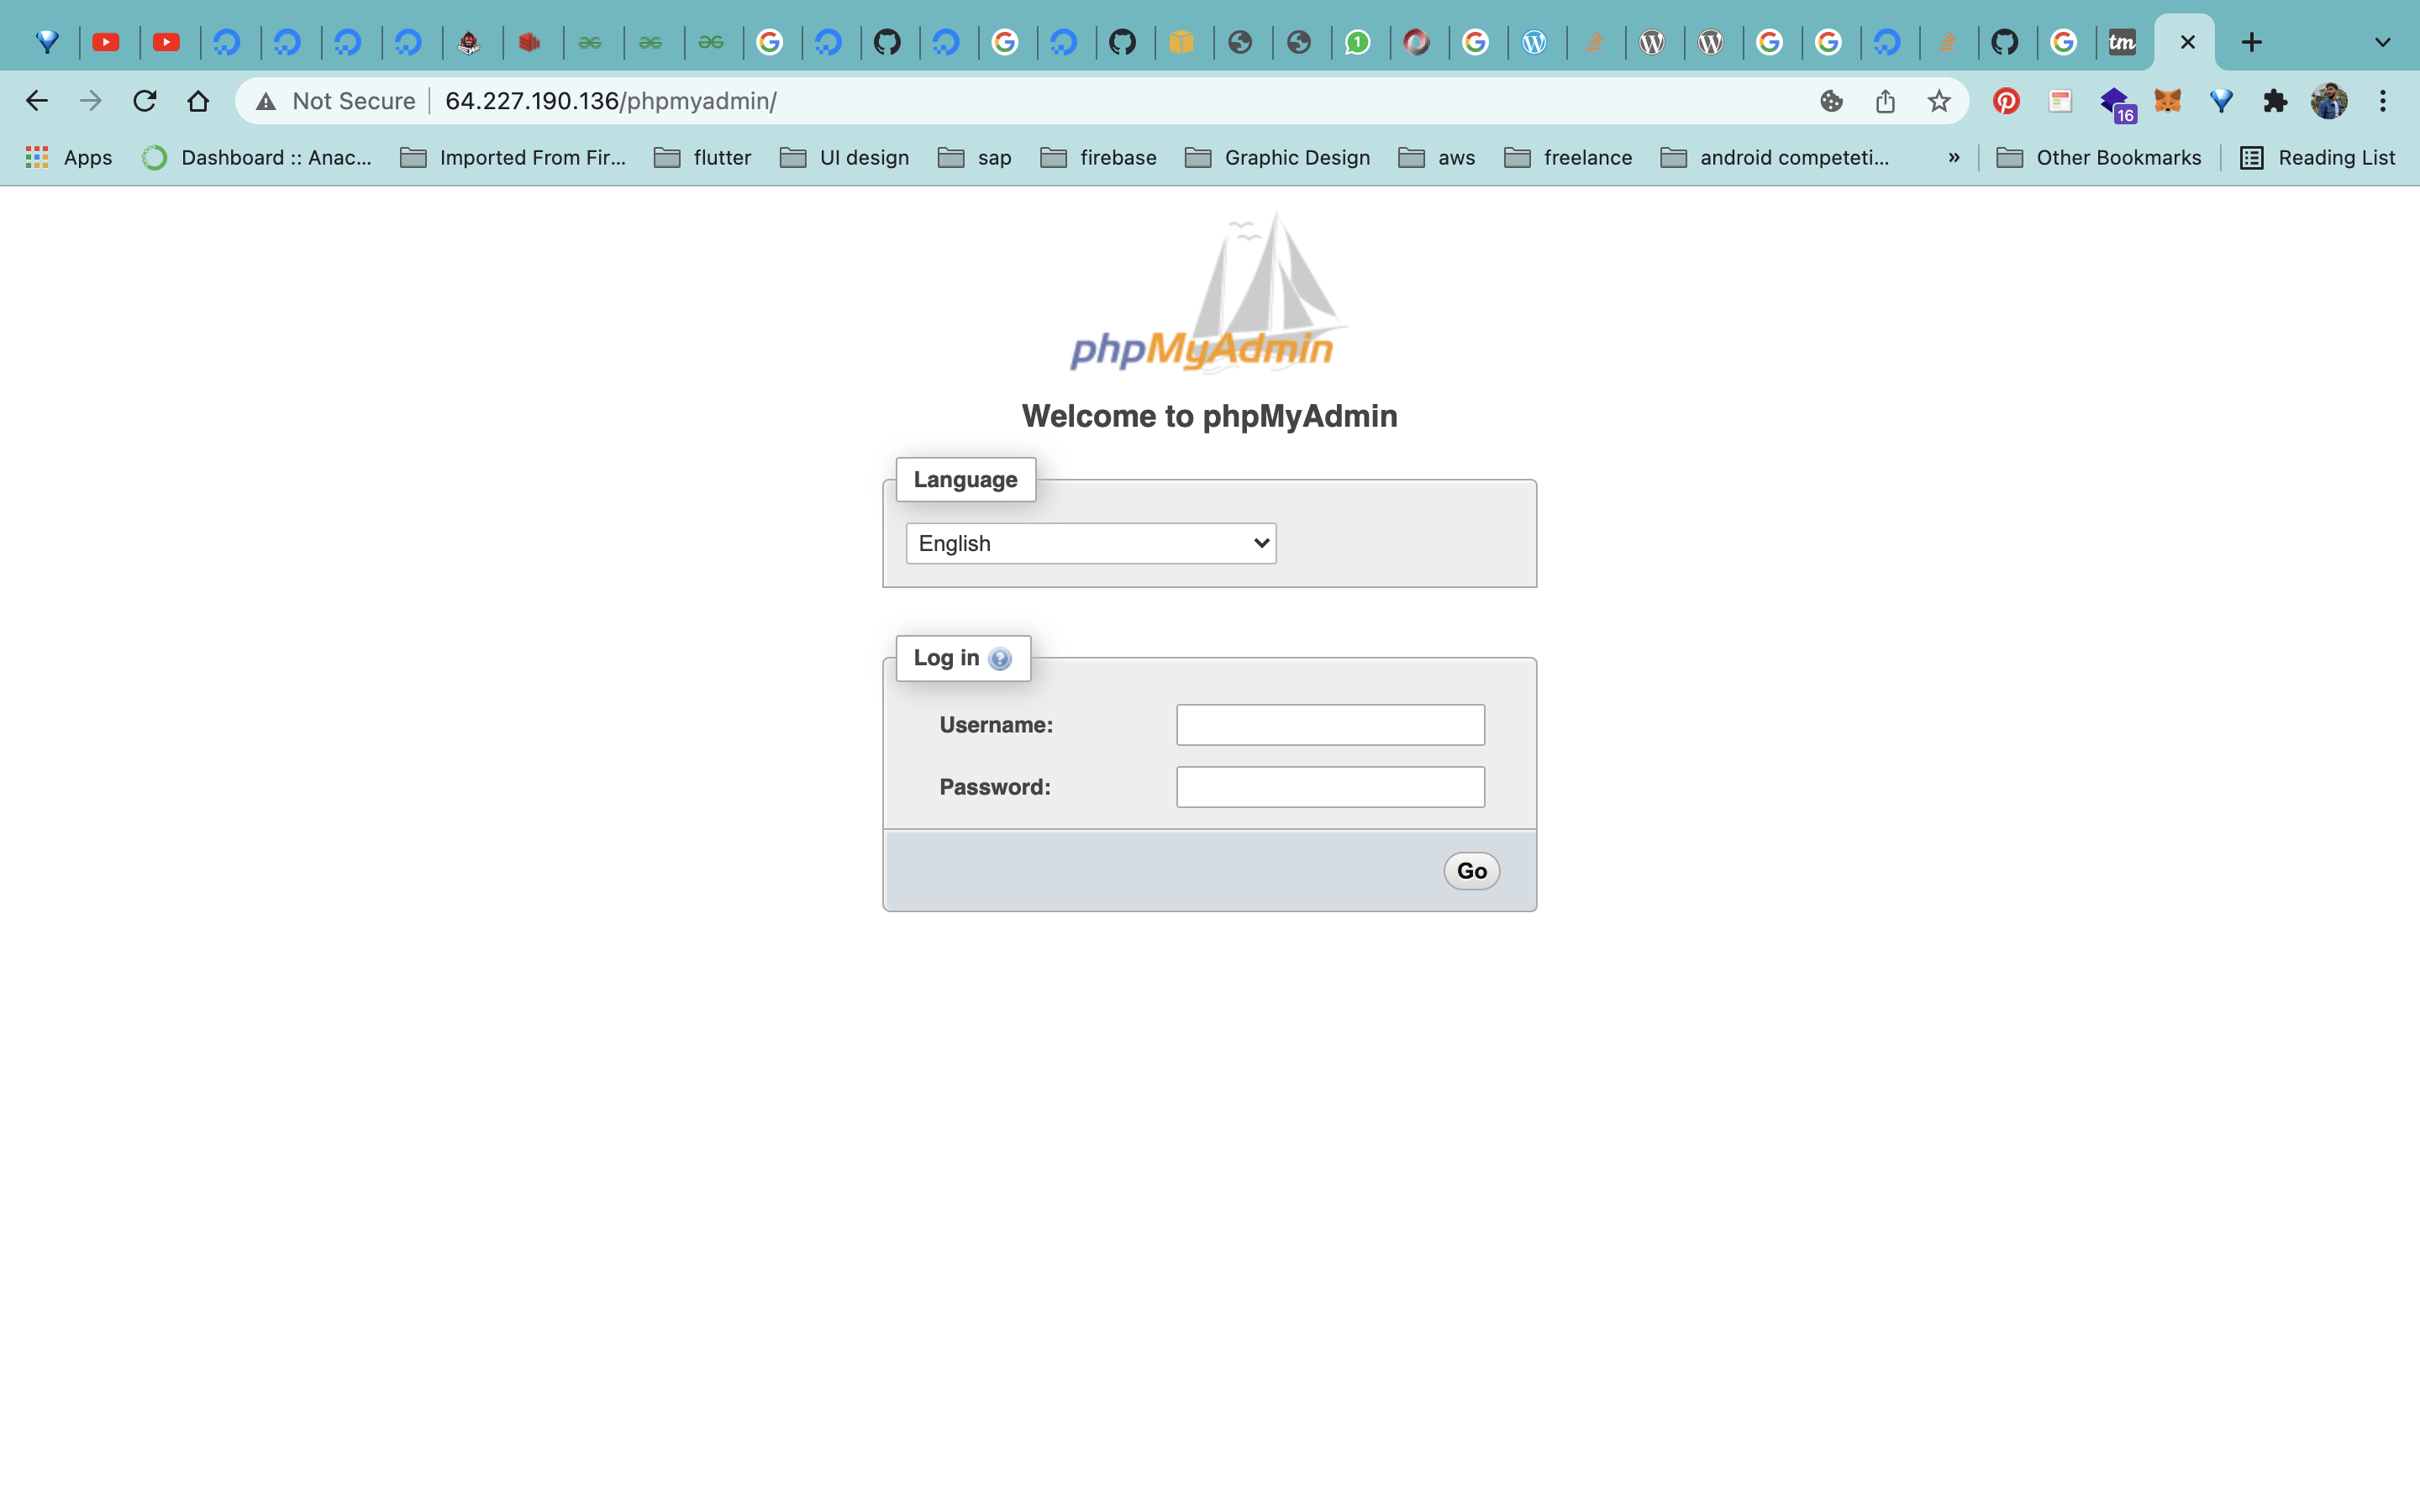 1
tm
Not Secure 64.227.190.136/phpmyadmin/
16
Apps Dashboard :: Anac... Imported From Fir... flutter UI design sap firebase Graphic Design aws freelance android competeti... » Other Bookmarks Reading List
phpMyAdmin
Welcome to phpMyAdmin
Language
English
Log in
Username:
Password:
Go